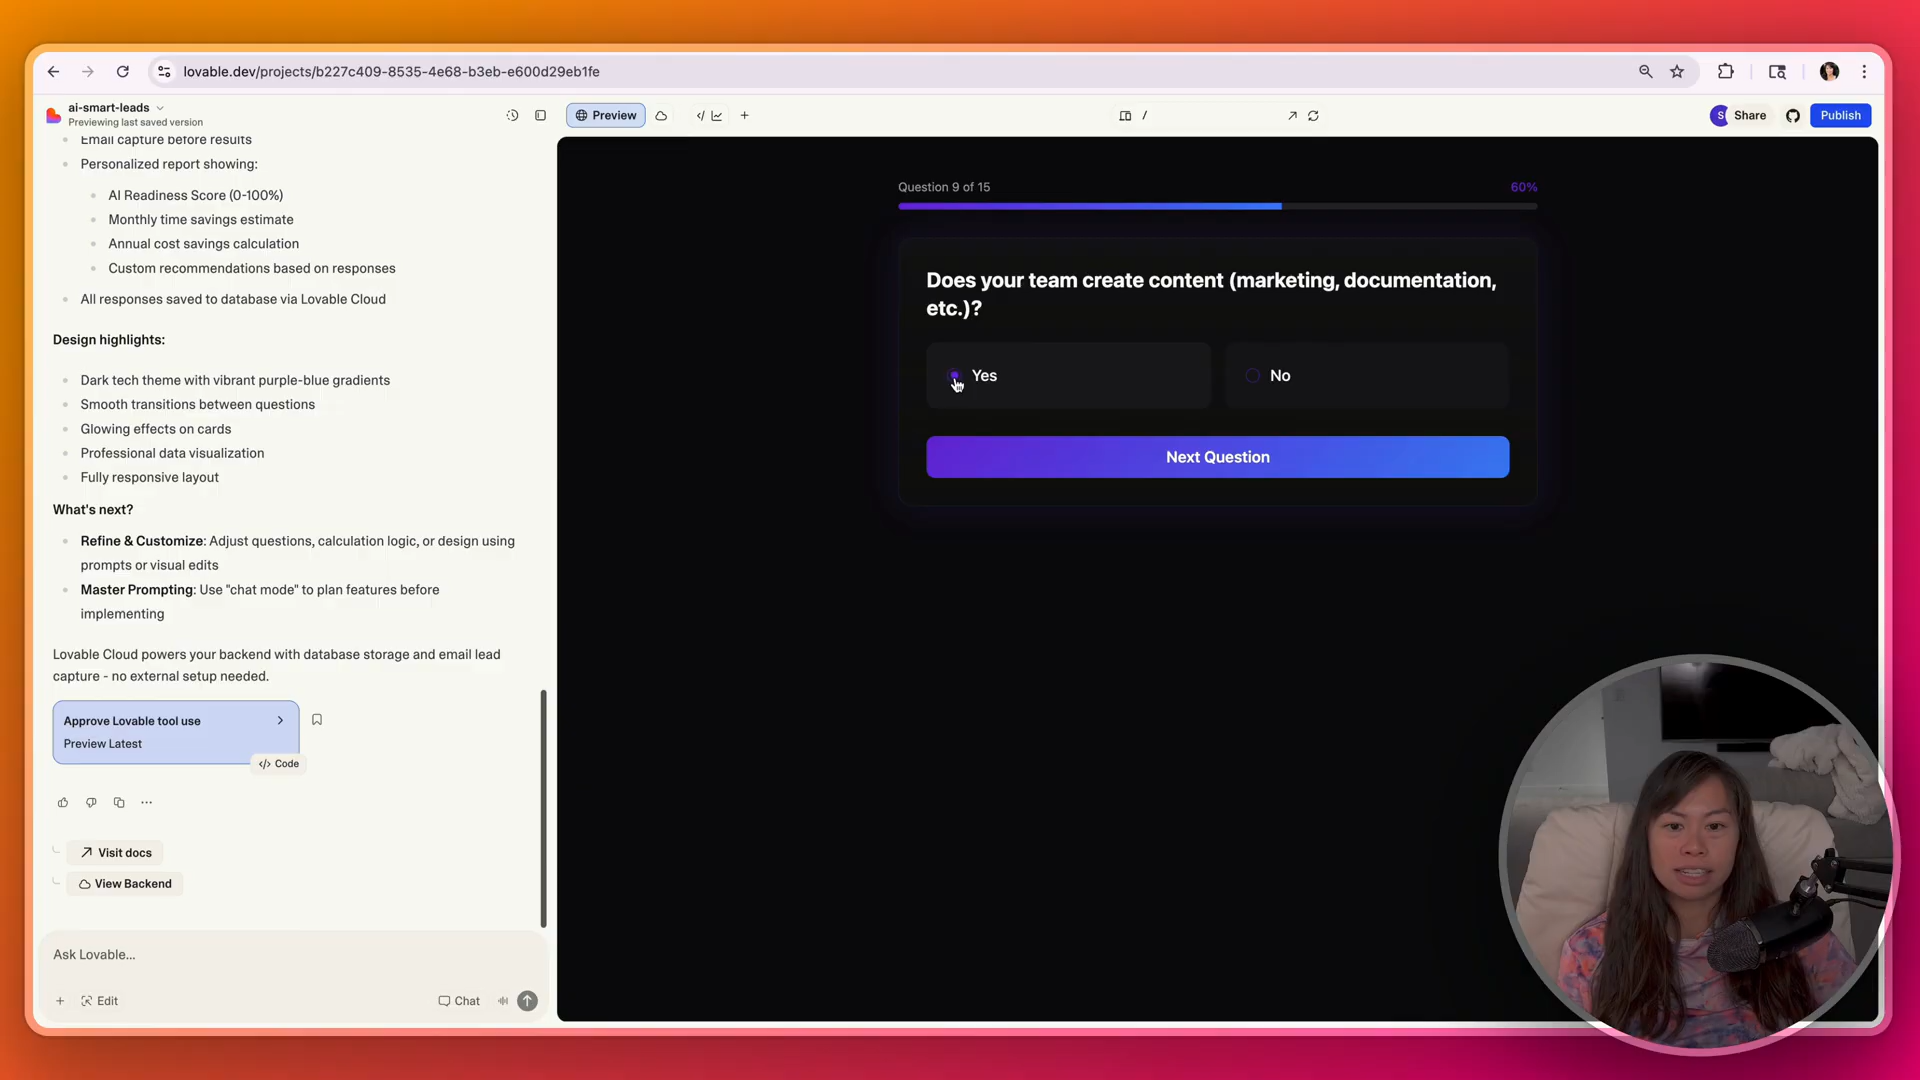 lovable.dev/projects/b227c409-8535-4e68-b3eb-e600d29eb1fe
ai-smart-leads
Previewing last saved version
Preview
/
S
Share
Publish
Email capture before results
Personalized report showing:
AI Readiness Score (0-100%)
Monthly time savings estimate
Annual cost savings calculation
Custom recommendations based on responses
All responses saved to database via Lovable Cloud
Design highlights:
Dark tech theme with vibrant purple-blue gradients
Smooth transitions between questions
Glowing effects on cards
Professional data visualization
Fully responsive layout
What's next?
Refine & Customize: Adjust questions, calculation logic, or design using
prompts or visual edits
Master Prompting: Use "chat mode" to plan features before
implementing
Lovable Cloud powers your backend with database storage and email lead
capture - no external setup needed.
Approve Lovable tool use
Preview Latest
</> Code
Visit docs
View Backend
Ask Lovable...
+
Edit
Chat
Question 9 of 15
60%
Does your team create content (marketing, documentation,
etc.)?
Yes
No
Next Question